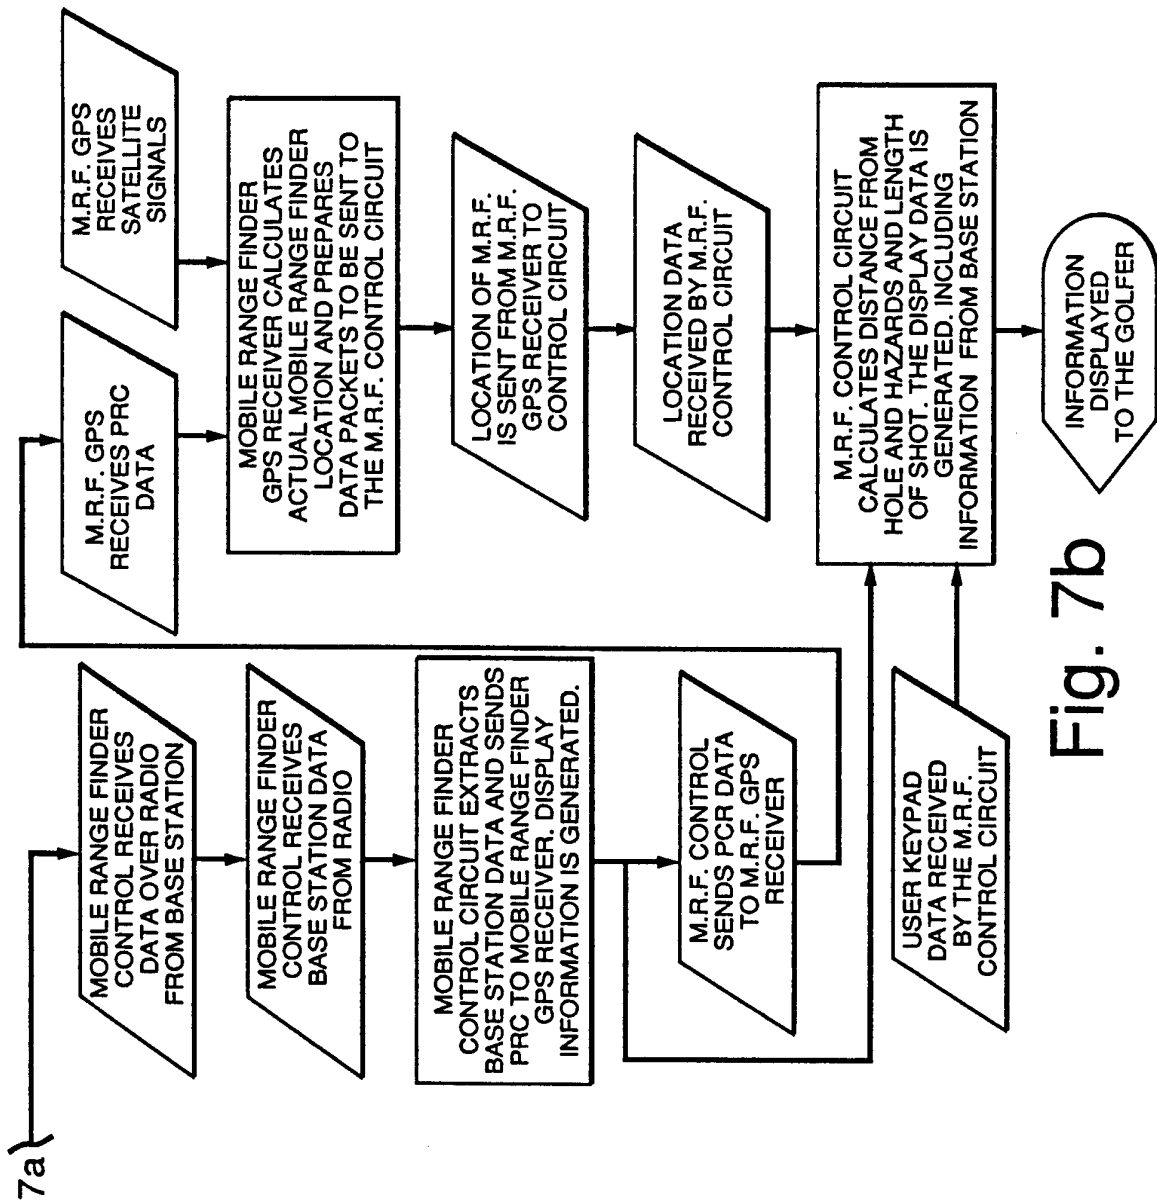 7a
MOBILE RANGE FINDER
CONTROL RECEIVES
DATA OVER RADIO
FROM BASE STATION
MOBILE RANGE FINDER
CONTROL RECEIVES
BASE STATION DATA
FROM RADIO
MOBILE RANGE FINDER
CONTROL CIRCUIT EXTRACTS
BASE STATION DATA AND SENDS
PRC TO MOBILE RANGE FINDER
GPS RECEIVER. DISPLAY
INFORMATION IS GENERATED.
M.R.F. CONTROL
SENDS PCR DATA
TO M.R.F. GPS
RECEIVER
USER KEYPAD
DATA RECEIVED
BY THE M.R.F.
CONTROL CIRCUIT
M.R.F. GPS
RECEIVES PRC
DATA
M.R.F. GPS
RECEIVES
SATELLITE
SIGNALS
MOBILE RANGE FINDER
GPS RECEIVER CALCULATES
ACTUAL MOBILE RANGE FINDER
LOCATION AND PREPARES
DATA PACKETS TO BE SENT TO
THE M.R.F. CONTROL CIRCUIT
LOCATION OF M.R.F.
IS SENT FROM M.R.F.
GPS RECEIVER TO
CONTROL CIRCUIT
LOCATION DATA
RECEIVED BY M.R.F.
CONTROL CIRCUIT
M.R.F. CONTROL CIRCUIT
CALCULATES DISTANCE FROM
HOLE AND HAZARDS AND LENGTH
OF SHOT. THE DISPLAY DATA IS
GENERATED. INCLUDING
INFORMATION FROM BASE STATION
INFORMATION
DISPLAYED
TO THE GOLFER
Fig. 7b